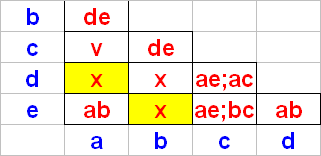 b de
c v de
d x x ae;ac
e ab x ae;bc ab
a b c d